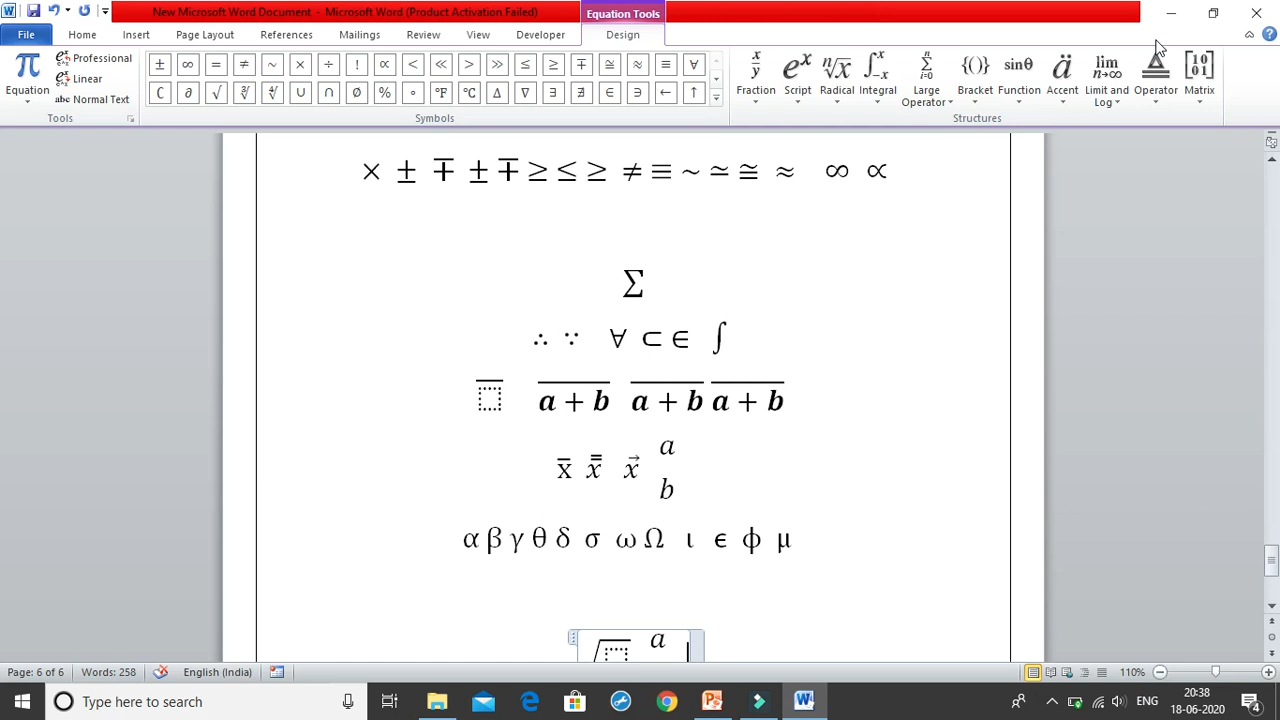 New Microsoft Word Document - Microsoft Word (Product Activation Failed)
Equation Tools
File Home Insert Page Layout References Mailings Review View Developer Design
Equation
Professional
Linear
abc Normal Text
Tools
± ∞ = ≠ ~ × ÷ ! ∝ < ≪ > ≫ ≤ ≥ ∓ ≅ ≈ ≡ ∀
∁ ∂ √ ∛ ∜ ∪ ∩ ∅ % ° °F °C ∆ ∇ ∃ ∄ ∈ ∋ ← ↑
Symbols
Fraction Script Radical Integral Large Operator Bracket Function Accent Limit and Log Operator Matrix
Structures
× ± ∓ ± ∓ ≥ ≤ ≥ ≠ ≡ ~ ≃ ≅ ≈ ∞ ∝
∑
∴ ∵ ∀ ⊂ ∈ ∫
a + b a + b a + b
x̅ x̿ x⃗ a
b
α β γ θ δ σ ω Ω ι ϵ ф μ
√ a
Page: 6 of 6 Words: 258 English (India) 110%
Type here to search
ENG
20:38
18-06-2020
4